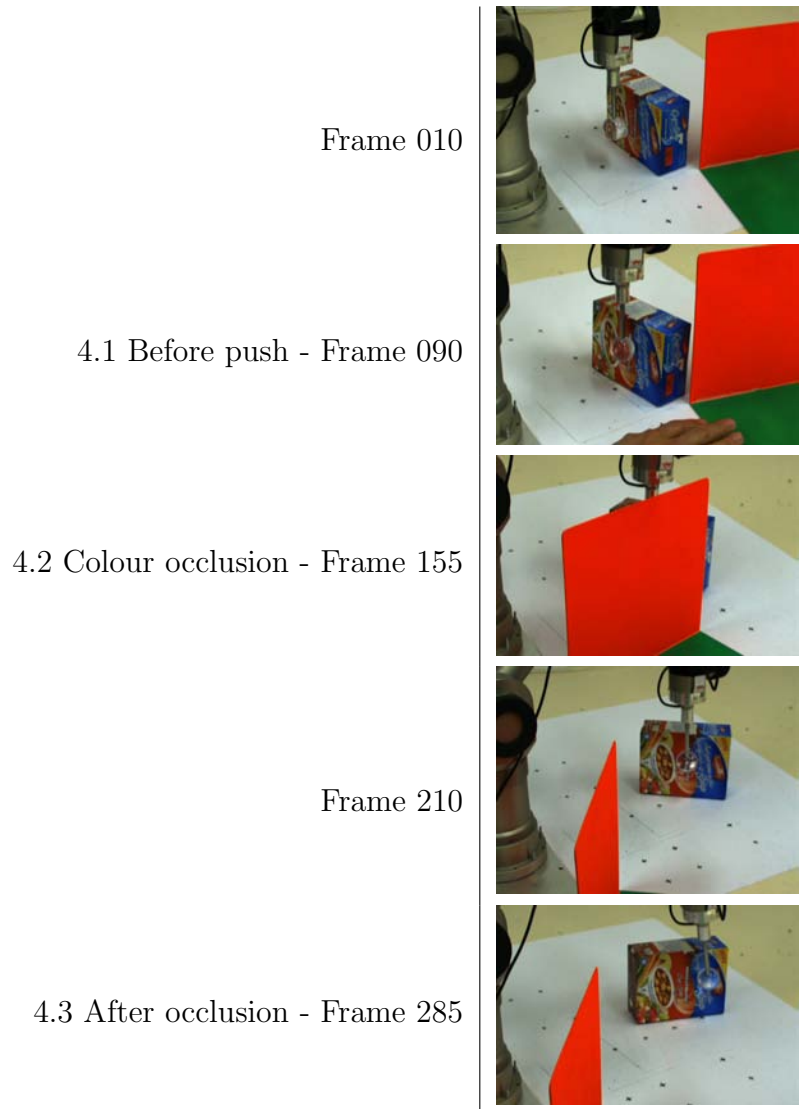 Frame 010
4.1 Before push - Frame 090
4.2 Colour occlusion - Frame 155
Frame 210
4.3 After occlusion - Frame 285